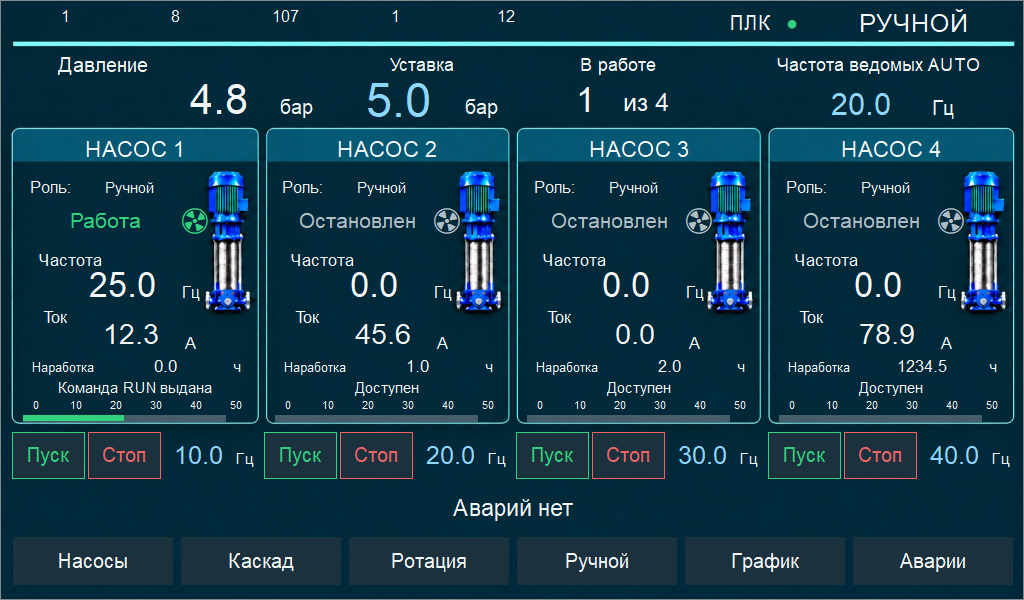 1 8 107 1 12
ПЛК РУЧНОЙ
Давление Уставка В работе Частота ведомых AUTO
4.8 бар 5.0 бар 1 из 4 20.0 Гц
НАСОС 1 НАСОС 2 НАСОС 3 НАСОС 4
Роль: Ручной Роль: Ручной Роль: Ручной Роль: Ручной
Работа Остановлен Остановлен Остановлен
Частота Частота Частота Частота
25.0 Гц 0.0 Гц 0.0 Гц 0.0 Гц
Ток Ток Ток Ток
12.3 А 45.6 А 0.0 А 78.9 А
Наработка 0.0 ч Наработка 1.0 ч Наработка 2.0 ч Наработка 1234.5 ч
Команда RUN выдана Доступен Доступен Доступен
0 10 20 30 40 50 0 10 20 30 40 50 0 10 20 30 40 50 0 10 20 30 40 50
Пуск Стоп 10.0 Гц Пуск Стоп 20.0 Гц Пуск Стоп 30.0 Гц Пуск Стоп 40.0 Гц
Аварий нет
Насосы Каскад Ротация Ручной График Аварии